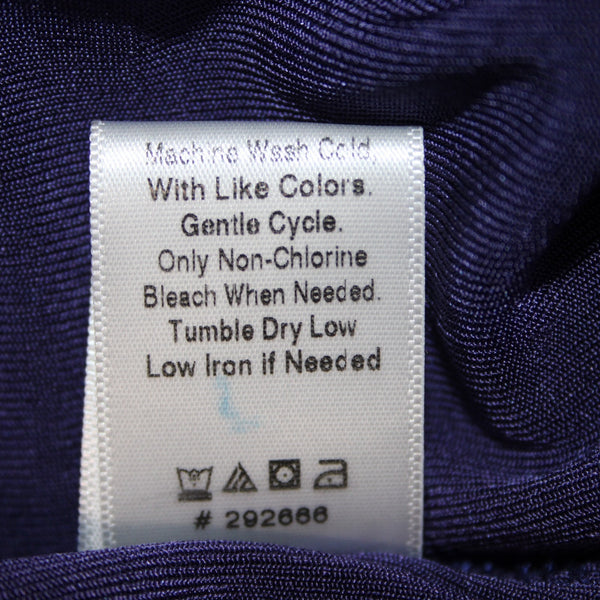 Machine Wash Cold,
With Like Colors.
Gentle Cycle.
Only Non-Chlorine
Bleach When Needed.
Tumble Dry Low
Low Iron if Needed
L
# 292666